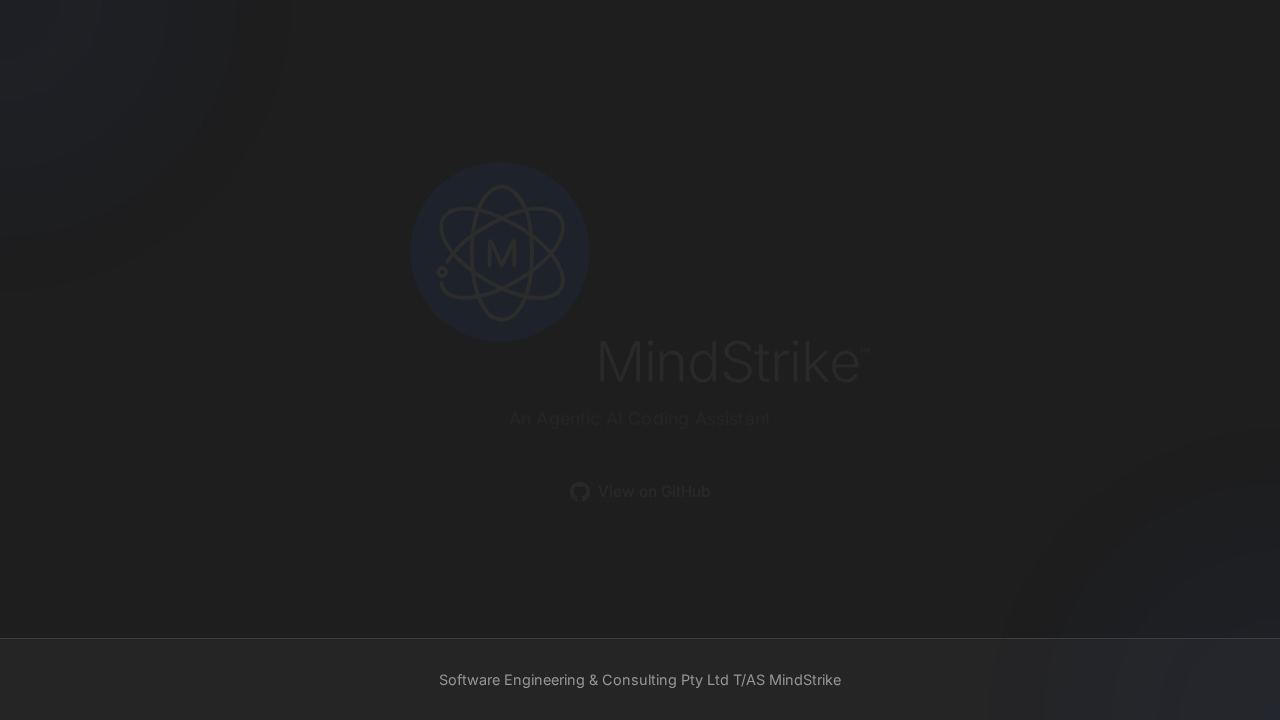 M
MindStrike™
An Agentic AI Coding Assistant
View on GitHub
Software Engineering & Consulting Pty Ltd T/AS MindStrike